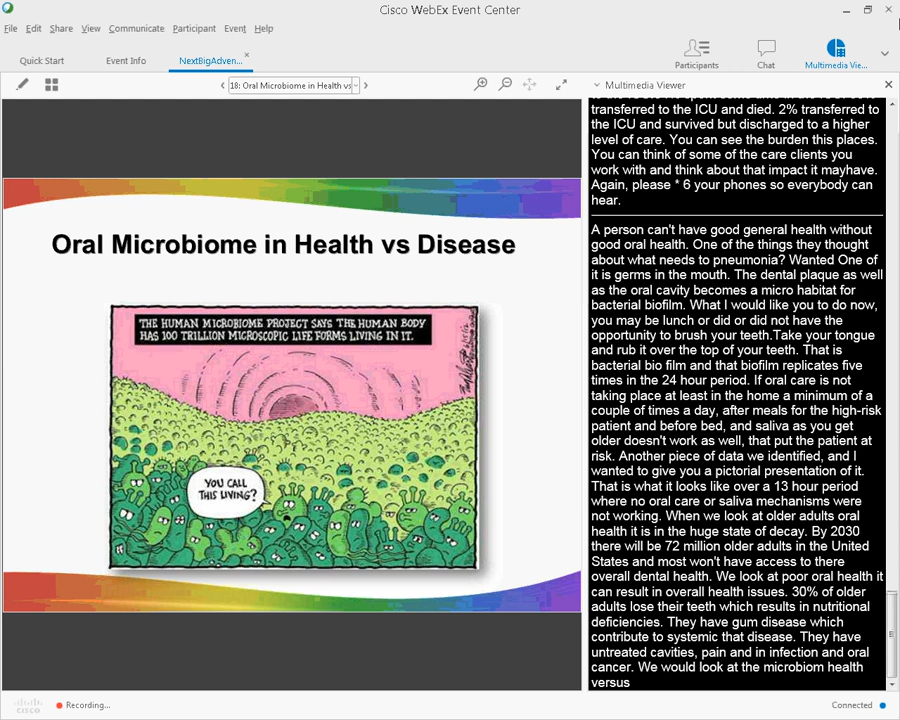 Cisco WebEx Event Center
File Edit Share View Communicate Participant Event Help
Quick Start
Event Info
NextBigAdven...
Participants
Chat
Multimedia Vie...
18: Oral Microbiome in Health vs
Multimedia Viewer
Oral Microbiome in Health vs Disease
THE HUMAN MICROBIOME PROJECT SAYS THE HUMAN BODY
HAS 100 TRILLION MICROSCOPIC LIFE FORMS LIVING IN IT.
YOU CALL
THIS LIVING?
transferred to the ICU and died. 2% transferred to
the ICU and survived but discharged to a higher
level of care. You can see the burden this places.
You can think of some of the care clients you
work with and think about that impact it mayhave.
Again, please * 6 your phones so everybody can
hear.
A person can't have good general health without
good oral health. One of the things they thought
about what needs to pneumonia? Wanted One of
it is germs in the mouth. The dental plaque as well
as the oral cavity becomes a micro habitat for
bacterial biofilm. What I would like you to do now,
you may be lunch or did or did not have the
opportunity to brush your teeth.Take your tongue
and rub it over the top of your teeth. That is
bacterial bio film and that biofilm replicates five
times in the 24 hour period. If oral care is not
taking place at least in the home a minimum of a
couple of times a day, after meals for the high-risk
patient and before bed, and saliva as you get
older doesn't work as well, that put the patient at
risk. Another piece of data we identified, and I
wanted to give you a pictorial presentation of it.
That is what it looks like over a 13 hour period
where no oral care or saliva mechanisms were
not working. When we look at older adults oral
health it is in the huge state of decay. By 2030
there will be 72 million older adults in the United
States and most won't have access to there
overall dental health. We look at poor oral health it
can result in overall health issues. 30% of older
adults lose their teeth which results in nutritional
deficiencies. They have gum disease which
contribute to systemic that disease. They have
untreated cavities, pain and in infection and oral
cancer. We would look at the microbiom health
versus
cisco
Recording...
Connected